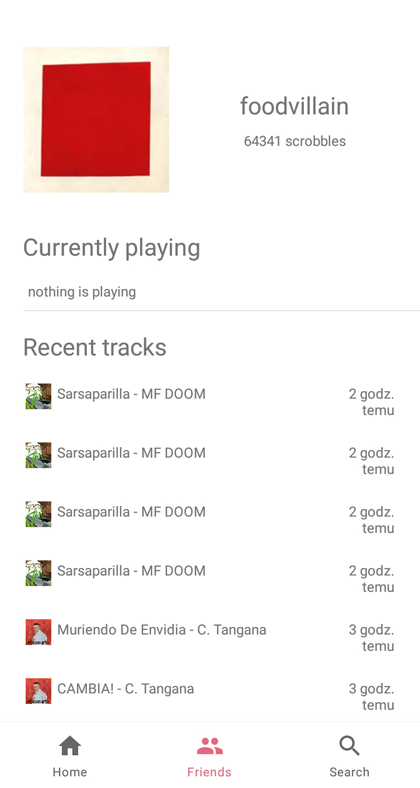 foodvillain
64341 scrobbles
Currently playing
nothing is playing
Recent tracks
Sarsaparilla - MF DOOM
2 godz.
temu
Sarsaparilla - MF DOOM
2 godz.
temu
Sarsaparilla - MF DOOM
2 godz.
temu
Sarsaparilla - MF DOOM
2 godz.
temu
Muriendo De Envidia - C. Tangana
3 godz.
temu
CAMBIA! - C. Tangana
3 godz.
temu
Home
Friends
Search